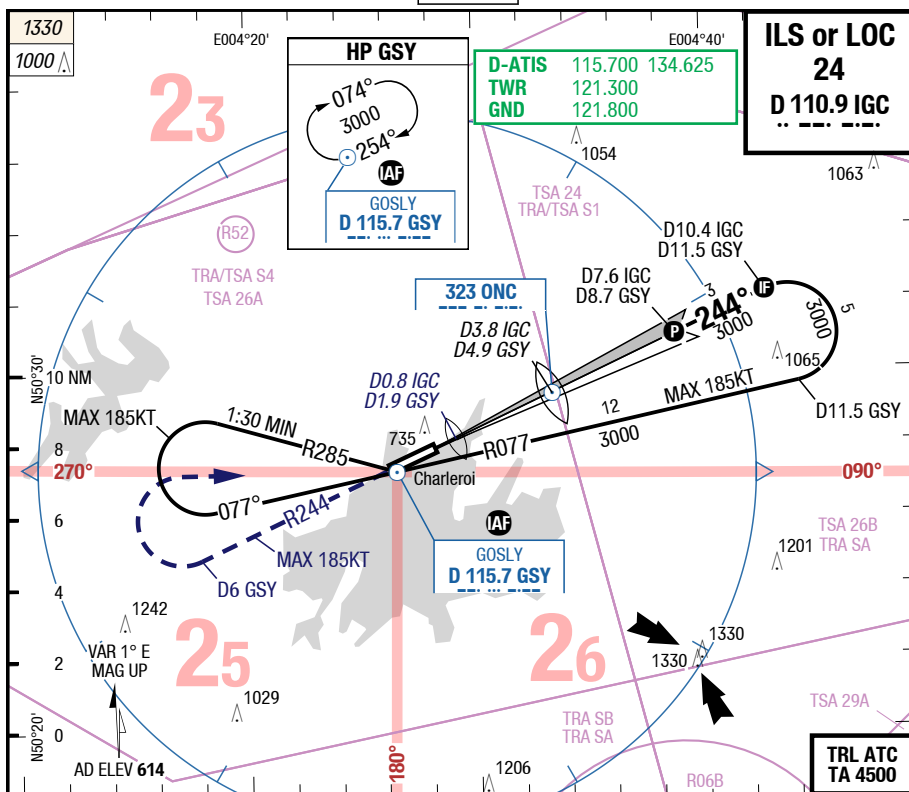 1330
1000
E004°20'
E004°40'
HP GSY
074°
3000
254°
IAF
GOSLY
D 115.7 GSY
D-ATIS 115.700 134.625
TWR 121.300
GND 121.800
ILS or LOC
24
D 110.9 IGC
23
1054
1063
TSA 24
TRA/TSA S1
R52
TRA/TSA S4
TSA 26A
D10.4 IGC
D11.5 GSY
D7.6 IGC
D8.7 GSY
323 ONC
3
IF
P
244°
3000
5
3000
D3.8 IGC
D4.9 GSY
N50°30
10 NM
1065
D0.8 IGC
D1.9 GSY
MAX 185KT
D11.5 GSY
12
3000
MAX 185KT
1:30 MIN
R285
735
R077
8
270°
Charleroi
090°
077°
R244
6
IAF
MAX 185KT
GOSLY
D 115.7 GSY
D6 GSY
TSA 26B
TRA SA
1201
4
1242
25
26
1330
1330
VAR 1° E
MAG UP
2
1029
TSA 29A
TRA SB
TRA SA
N50°20
0
180°
AD ELEV 614
1206
R06B
TRL ATC
TA 4500